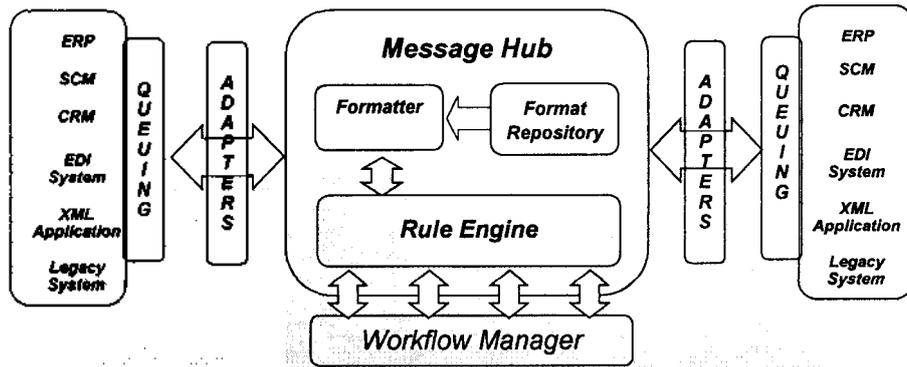 ERP
SCM
CRM
EDI
System
XML
Application
Legacy
System
QUEUING
ADAPTERS
Message Hub
Formatter
Format
Repository
Rule Engine
Workflow Manager
ADAPTERS
QUEUING
ERP
SCM
CRM
EDI
System
XML
Application
Legacy
System